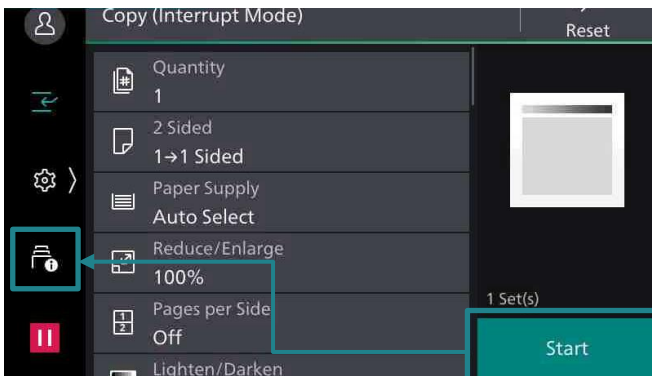 Copy (Interrupt Mode)
Reset
Quantity
1
2 Sided
1→1 Sided
Paper Supply
Auto Select
Reduce/Enlarge
100%
Pages per Side
Off
Lighten/Darken
1 Set(s)
Start